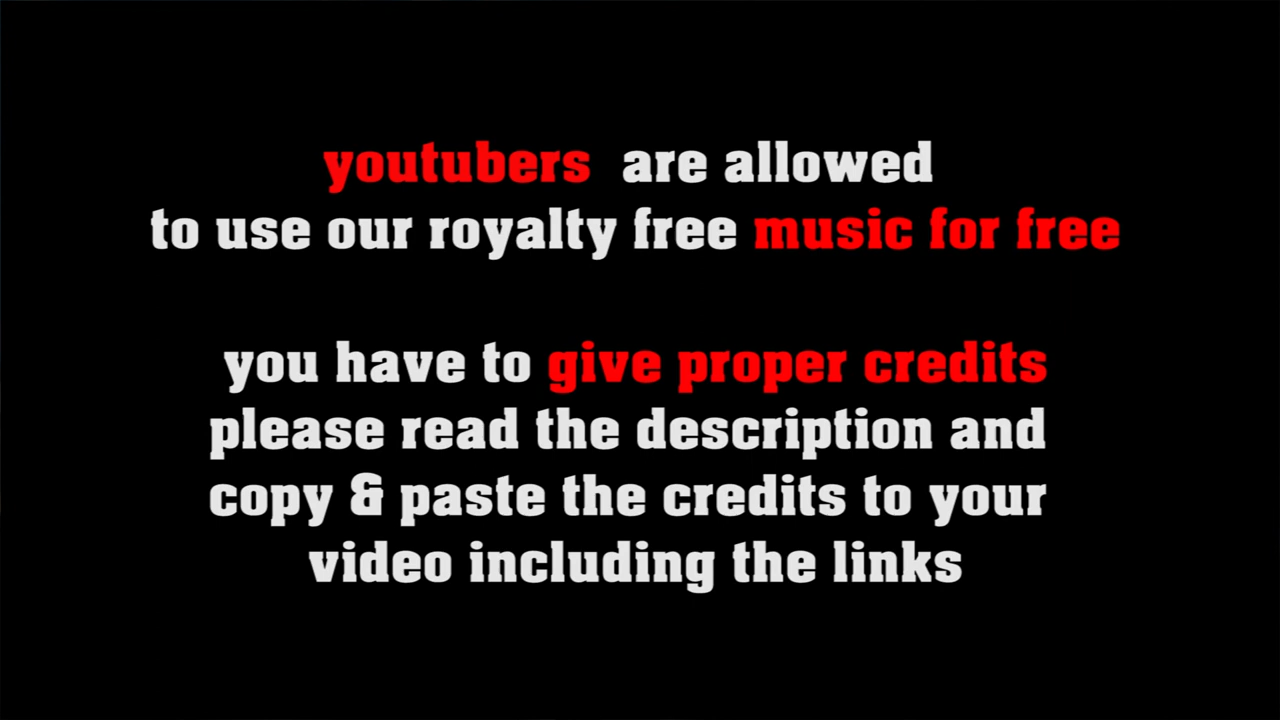 youtubers are allowed
to use our royalty free music for free
you have to give proper credits
please read the description and
copy & paste the credits to your
video including the links